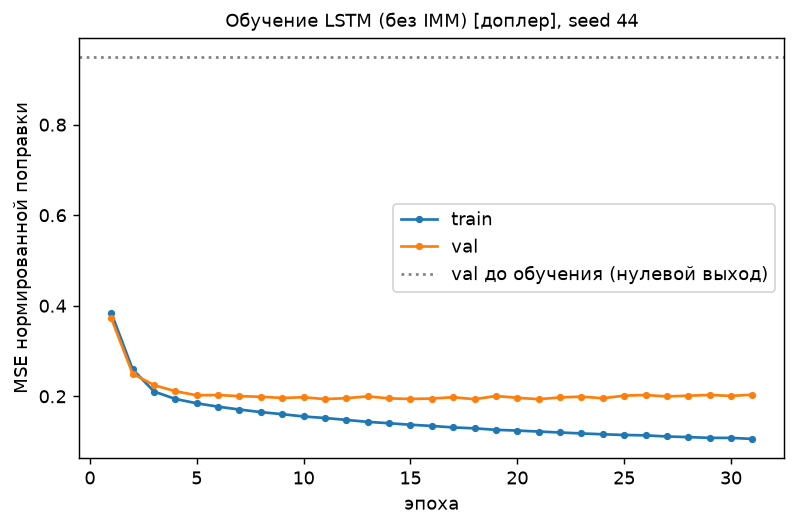 Обучение LSTM (без IMM) [доплер], seed 44
MSE нормированной поправки
0.8
0.6
0.4
0.2
train
val
val до обучения (нулевой выход)
0 5 10 15 20 25 30
эпоха